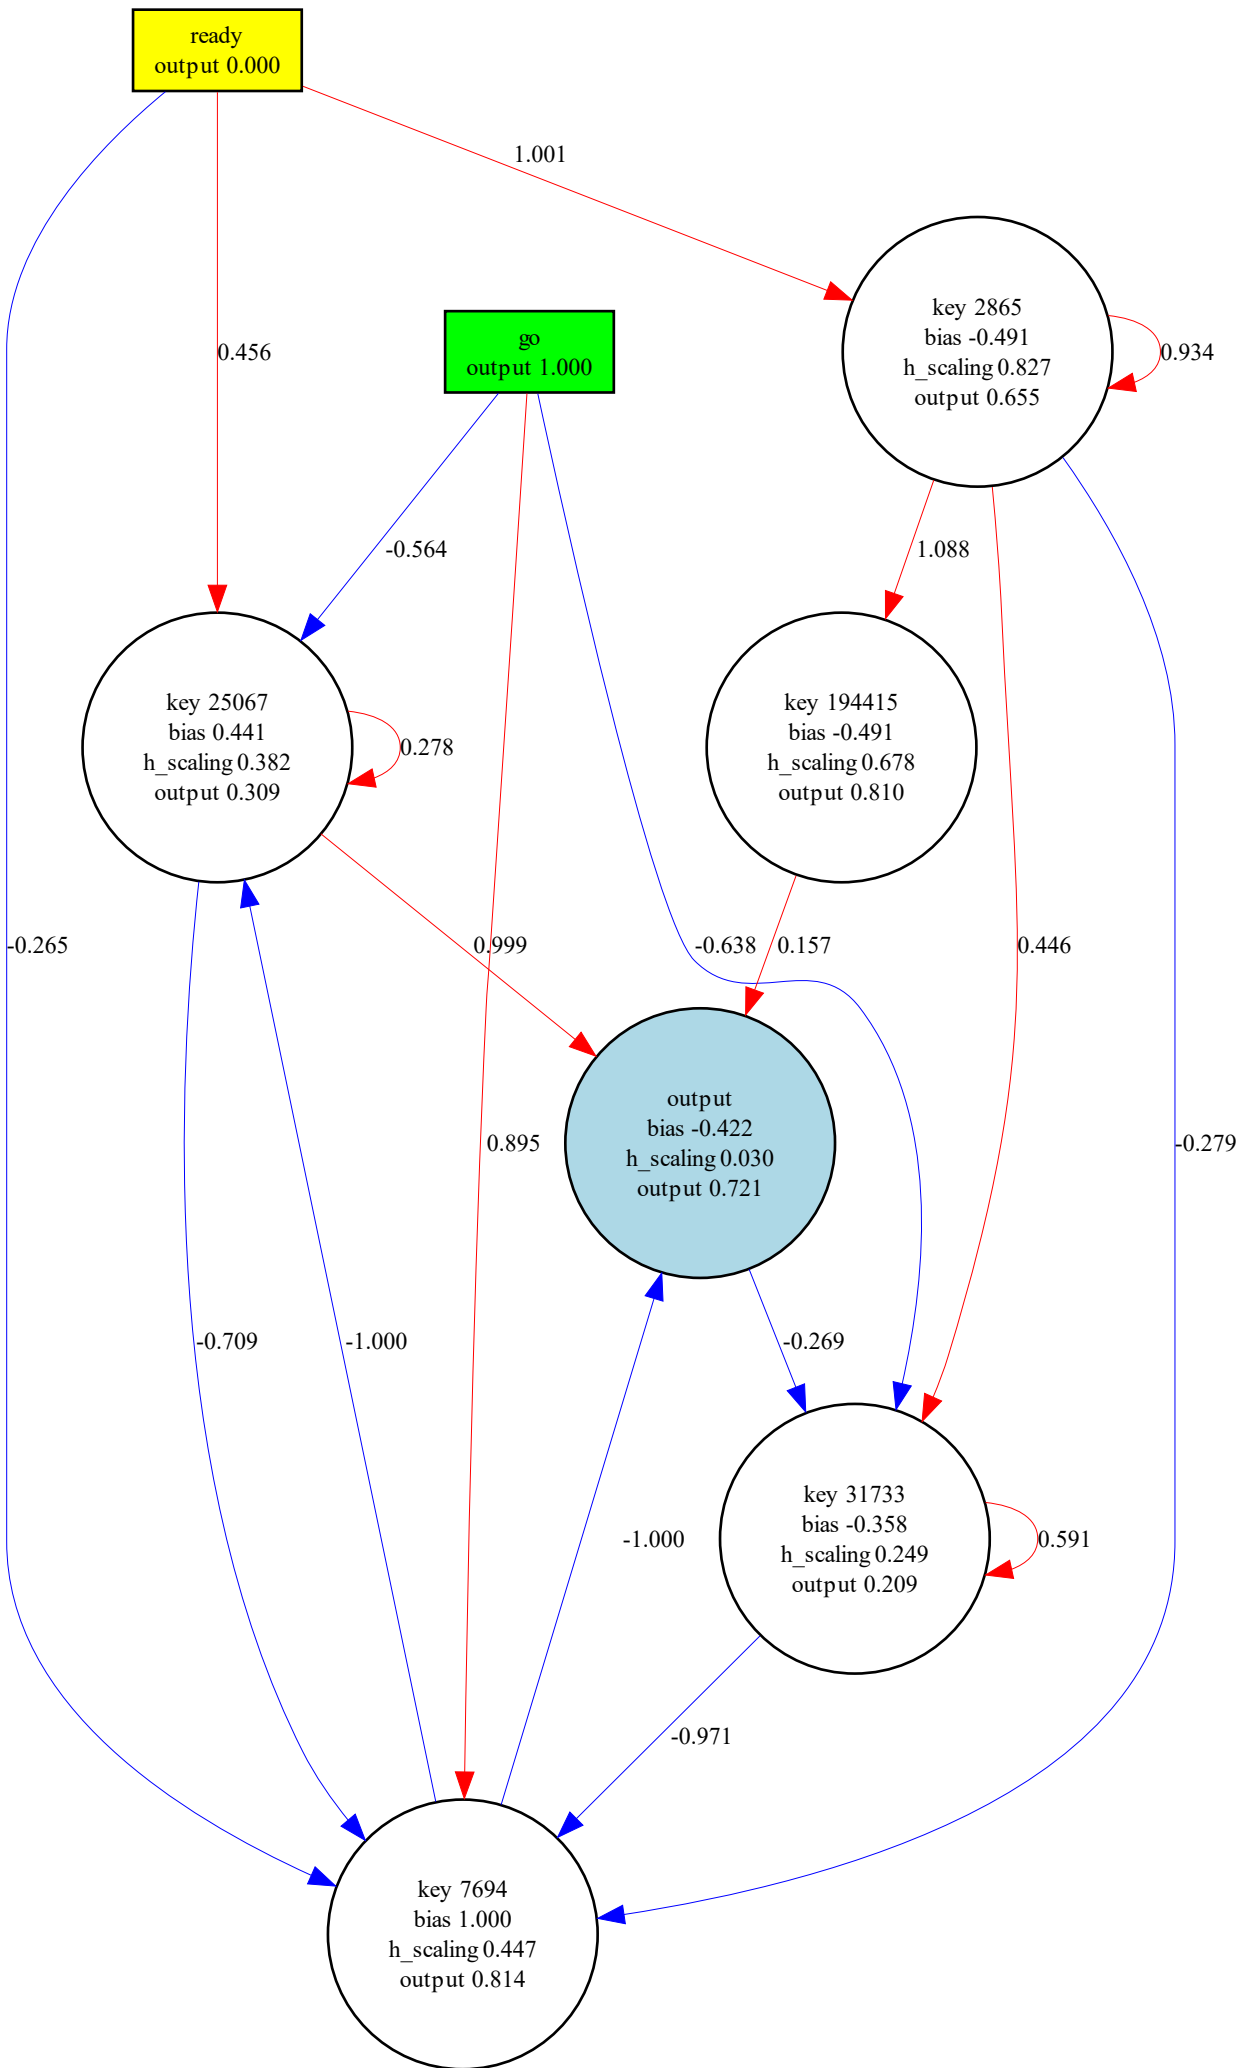 ready
output 0.000
1.001
go
output 1.000
0.456
key 2865
bias -0.491
h_scaling 0.827
output 0.655
0.934
-0.564
1.088
key 25067
bias 0.441
h_scaling 0.382
output 0.309
0.278
key 194415
bias -0.491
h_scaling 0.678
output 0.810
-0.265
0.999
-0.638
0.157
0.446
output
bias -0.422
h_scaling 0.030
output 0.721
0.895
-0.279
-0.709
-1.000
-0.269
-1.000
key 31733
bias -0.358
h_scaling 0.249
output 0.209
0.591
-0.971
key 7694
bias 1.000
h_scaling 0.447
output 0.814